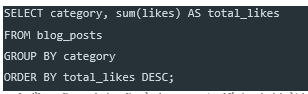 SELECT category, sum(likes) AS total_likes
FROM blog_posts
GROUP BY category
ORDER BY total_likes DESC;